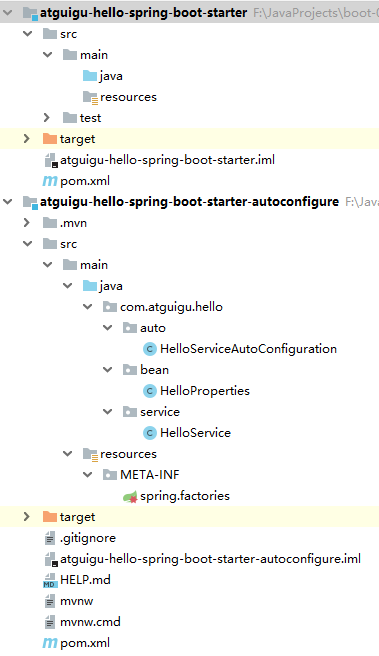 atguigu-hello-spring-boot-starter F:\JavaProjects\boot-0
src
main
java
resources
test
target
atguigu-hello-spring-boot-starter.iml
pom.xml
atguigu-hello-spring-boot-starter-autoconfigure F:\Jav
.mvn
src
main
java
com.atguigu.hello
auto
HelloServiceAutoConfiguration
bean
HelloProperties
service
HelloService
resources
META-INF
spring.factories
target
.gitignore
atguigu-hello-spring-boot-starter-autoconfigure.iml
HELP.md
mvnw
mvnw.cmd
pom.xml